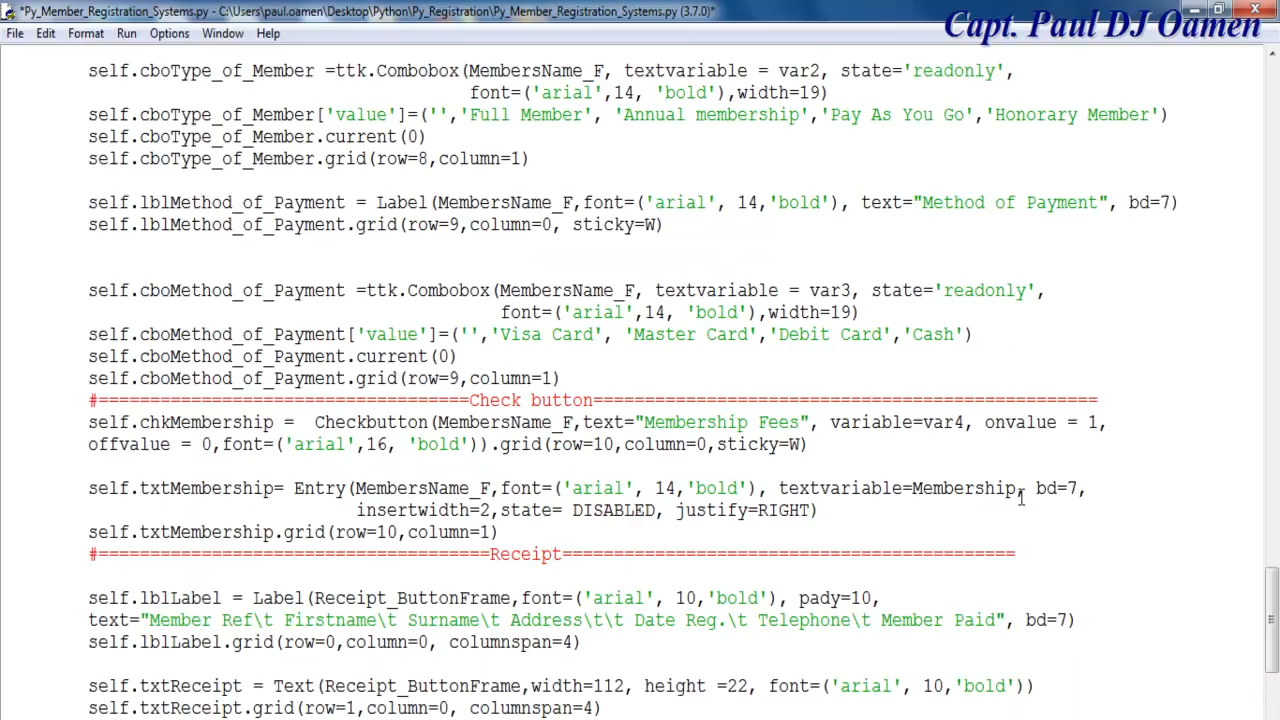 *Py_Member_Registration_Systems.py - C:\Users\paul.oamen\Desktop\Python\Py_Registration\Py_Member_Registration_Systems.py (3.7.0)*
Capt. Paul DJ Oamen
File Edit Format Run Options Window Help
self.cboType_of_Member =ttk.Combobox(MembersName_F, textvariable = var2, state='readonly',
font=('arial',14, 'bold'),width=19)
self.cboType_of_Member['value']=('','Full Member', 'Annual membership','Pay As You Go','Honorary Member')
self.cboType_of_Member.current(0)
self.cboType_of_Member.grid(row=8,column=1)
self.lblMethod_of_Payment = Label(MembersName_F,font=('arial', 14,'bold'), text="Method of Payment", bd=7)
self.lblMethod_of_Payment.grid(row=9,column=0, sticky=W)
self.cboMethod_of_Payment =ttk.Combobox(MembersName_F, textvariable = var3, state='readonly',
font=('arial',14, 'bold'),width=19)
self.cboMethod_of_Payment['value']=('','Visa Card', 'Master Card','Debit Card','Cash')
self.cboMethod_of_Payment.current(0)
self.cboMethod_of_Payment.grid(row=9,column=1)
#=====================================Check button=================================================
self.chkMembership =  Checkbutton(MembersName_F,text="Membership Fees", variable=var4, onvalue = 1,
offvalue = 0,font=('arial',16, 'bold')).grid(row=10,column=0,sticky=W)
self.txtMembership= Entry(MembersName_F,font=('arial', 14,'bold'), textvariable=Membership, bd=7,
insertwidth=2,state= DISABLED, justify=RIGHT)
self.txtMembership.grid(row=10,column=1)
#=======================================Receipt============================================
self.lblLabel = Label(Receipt_ButtonFrame,font=('arial', 10,'bold'), pady=10,
text="Member Ref\t Firstname\t Surname\t Address\t\t Date Reg.\t Telephone\t Member Paid", bd=7)
self.lblLabel.grid(row=0,column=0, columnspan=4)
self.txtReceipt = Text(Receipt_ButtonFrame,width=112, height =22, font=('arial', 10,'bold'))
self.txtReceipt.grid(row=1,column=0, columnspan=4)